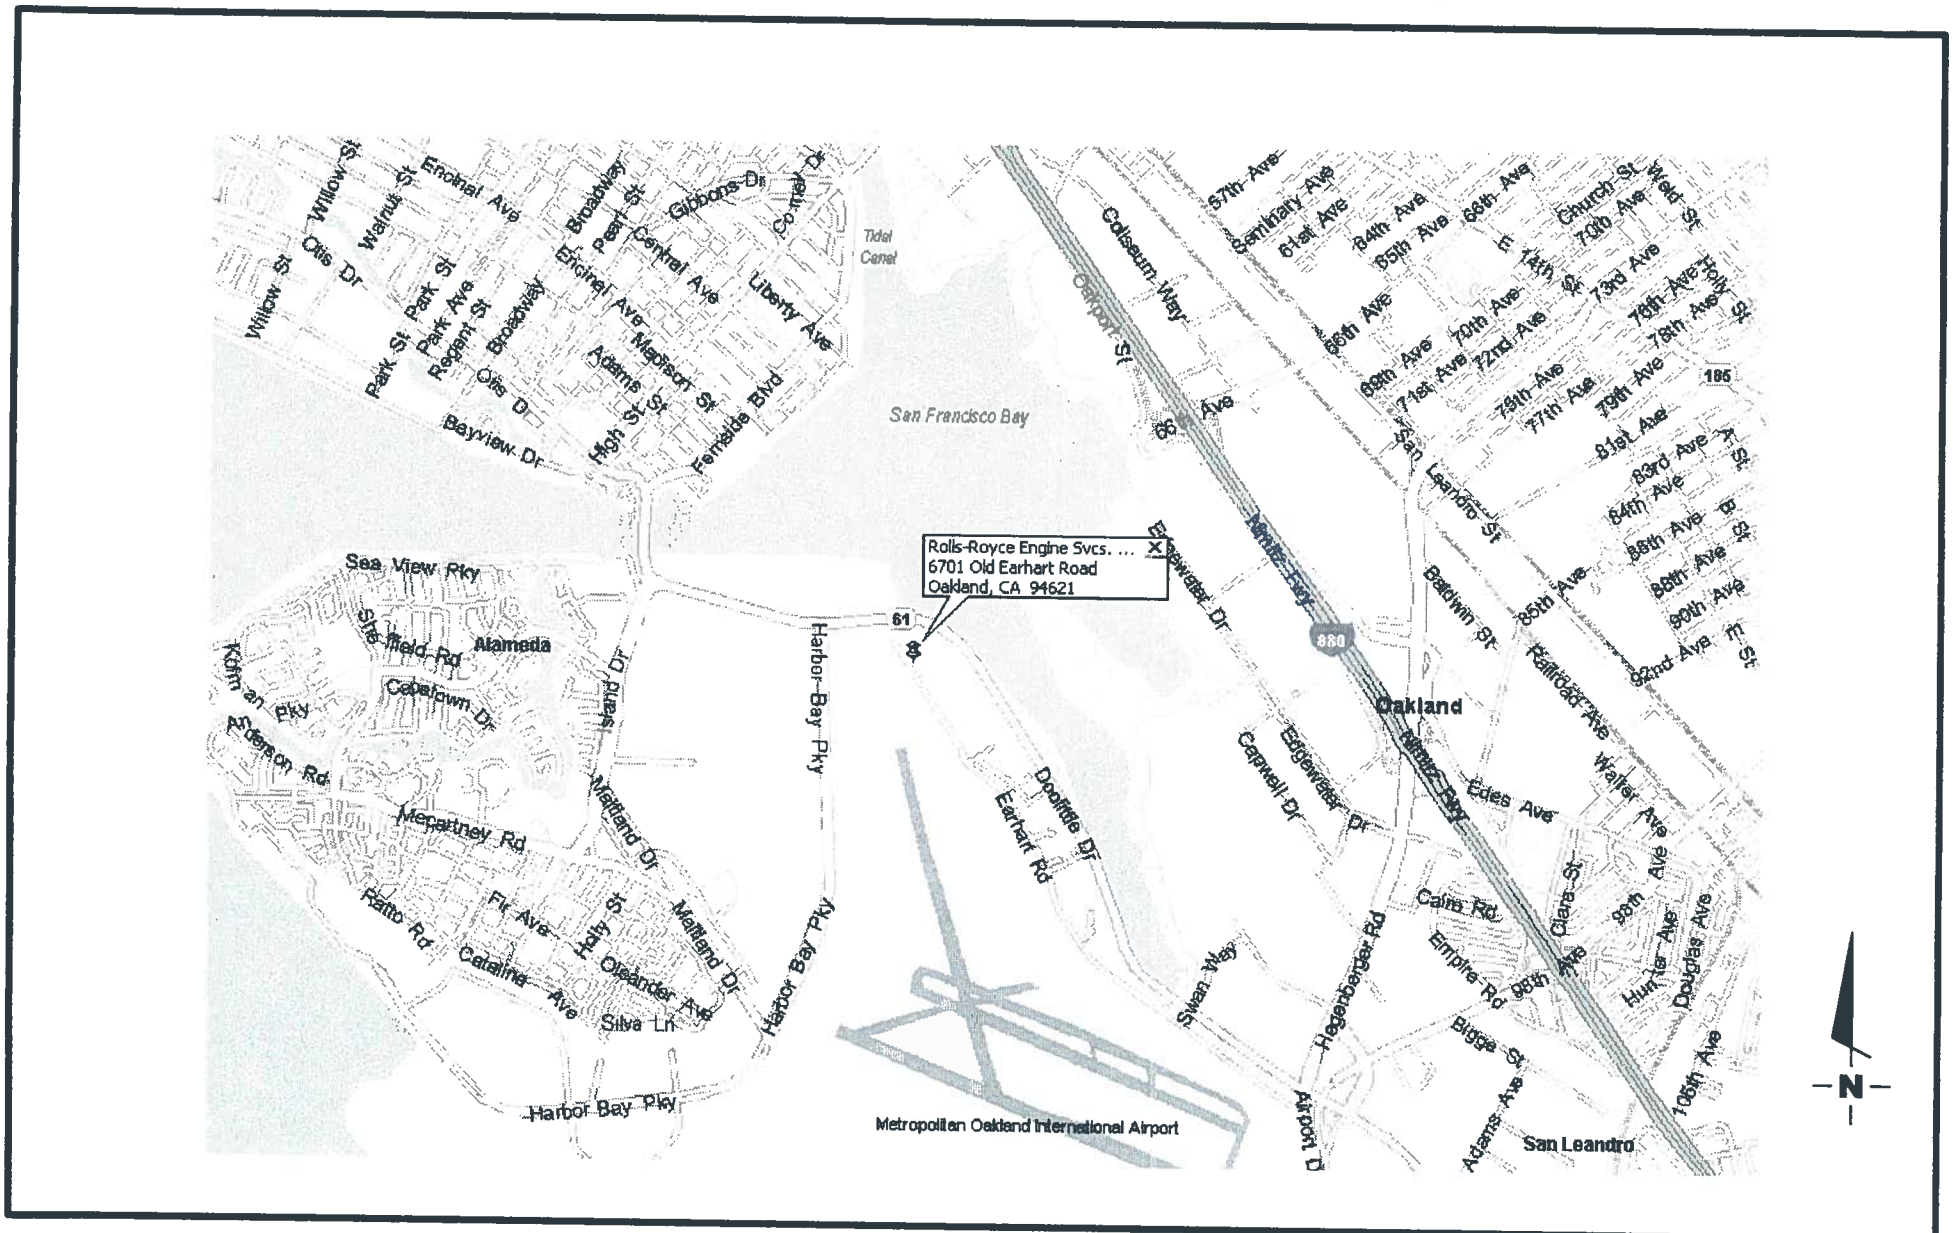 Willow St
Walnut St
Encinal Ave
Broadway
Pearl St
Gibbons Dr
Tidal
Canal
Coliseum Way
57th Ave
Seminary Ave
61st Ave
64th Ave
65th Ave
66th Ave
Church St
70th Ave
Weld St
Otis Dr
Willow St
Park St
Park Ave
Regent St
Broadway
Encinal Ave
Central Ave
Liberty Ave
Oakport St
E 14th St
73rd Ave
76th Ave
78th Ave
Holly St
66th Ave
69th Ave
70th Ave
71st Ave
72nd Ave
75th Ave
77th Ave
79th Ave
185
Park St
Otis D
Adams St
Madison St
High St
Fernside Blvd
Bayview Dr
San Francisco Bay
66 Ave
81st Ave
83rd Ave
84th Ave
A St
B St
San Leandro St
88th Ave
90th Ave
92nd Ave
E St
85th Ave
Rolls-Royce Engine Svcs. ... X
6701 Old Earhart Road
Oakland, CA 94621
Edgewater Dr
Nimitz Fwy
880
Baldwin St
Railroad Ave
Sea View Pky
Sheffield Rd
Alameda
Capetown Dr
Island Dr
Harbor Bay Pky
61
Oakland
Nimitz Fwy
Mecartney Rd
Maitland Dr
Earhart Rd
Doolittle Dr
Capwell Dr
Edgewater Dr
Edes Ave
Walter Ave
Ratto Rd
Fir Ave
Holly St
Maitland Dr
Catalina Ave
Oleander Ave
Silva Ln
Harbor Bay Pky
Harbor Bay Pky
Swan Way
Hegenberger Rd
Cairo Rd
Empire Rd
Clara St
98th Ave
98th Ave
Hunter Ave
Douglas Ave
Bigge St
Adams Ave
105th Ave
Airport D
Metropolitan Oakland International Airport
San Leandro
N